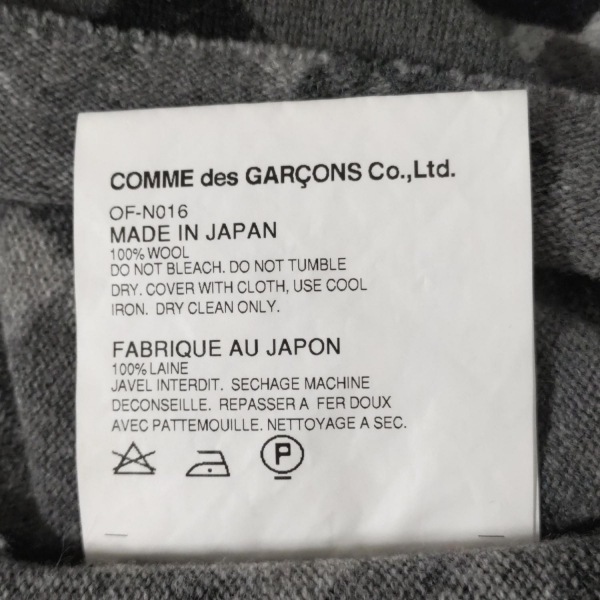 COMME des GARÇONS Co.,Ltd.
OF-N016
MADE IN JAPAN
100% WOOL
DO NOT BLEACH. DO NOT TUMBLE
DRY. COVER WITH CLOTH, USE COOL
IRON. DRY CLEAN ONLY.
FABRIQUE AU JAPON
100% LAINE
JAVEL INTERDIT. SECHAGE MACHINE
DECONSEILLE. REPASSER A FER DOUX
AVEC PATTEMOUILLE. NETTOYAGE A SEC.
P